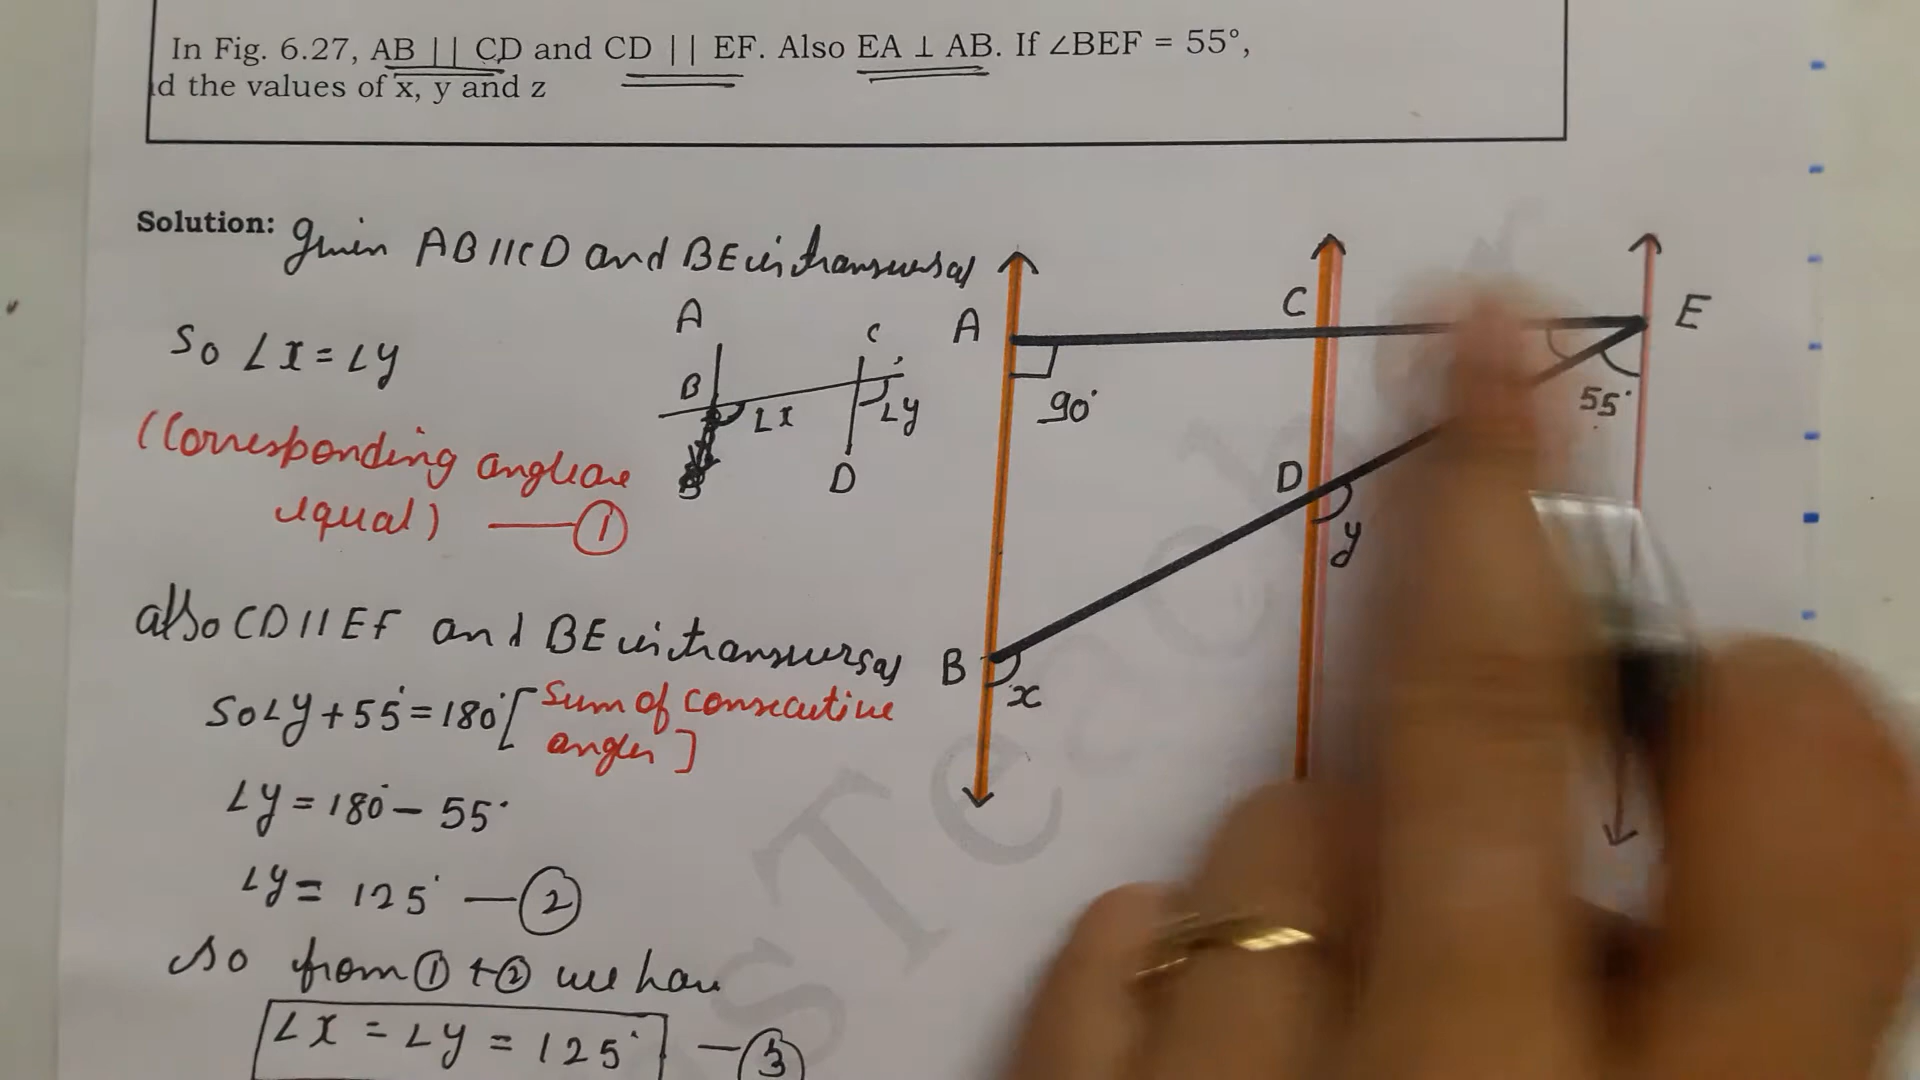 In Fig. 6.27, AB || CD and CD || EF. Also EA ⊥ AB. If ∠BEF = 55°,
d the values of x, y and z
Solution: given AB||CD and BE is transversal
So ∠x = ∠y
(Corresponding angle are
equal) — ①
also CD||EF and BE is transversal
So ∠y + 55° = 180° [Sum of consecutive
angles]
∠y = 180° - 55°
∠y = 125° — ②
so from ① + ② we have
∠x = ∠y = 125° — ③
A
C
B
∠x
∠y
D
B
A
C
E
90°
55°
D
y
B
x
sTeach